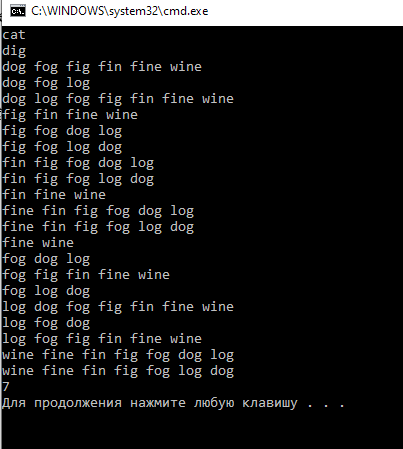 C:\WINDOWS\system32\cmd.exe
cat
dig
dog fog fig fin fine wine
dog fog log
dog log fog fig fin fine wine
fig fin fine wine
fig fog dog log
fig fog log dog
fin fig fog dog log
fin fig fog log dog
fin fine wine
fine fin fig fog dog log
fine fin fig fog log dog
fine wine
fog dog log
fog fig fin fine wine
fog log dog
log dog fog fig fin fine wine
log fog dog
log fog fig fin fine wine
wine fine fin fig fog dog log
wine fine fin fig fog log dog
7
Для продолжения нажмите любую клавишу . . .